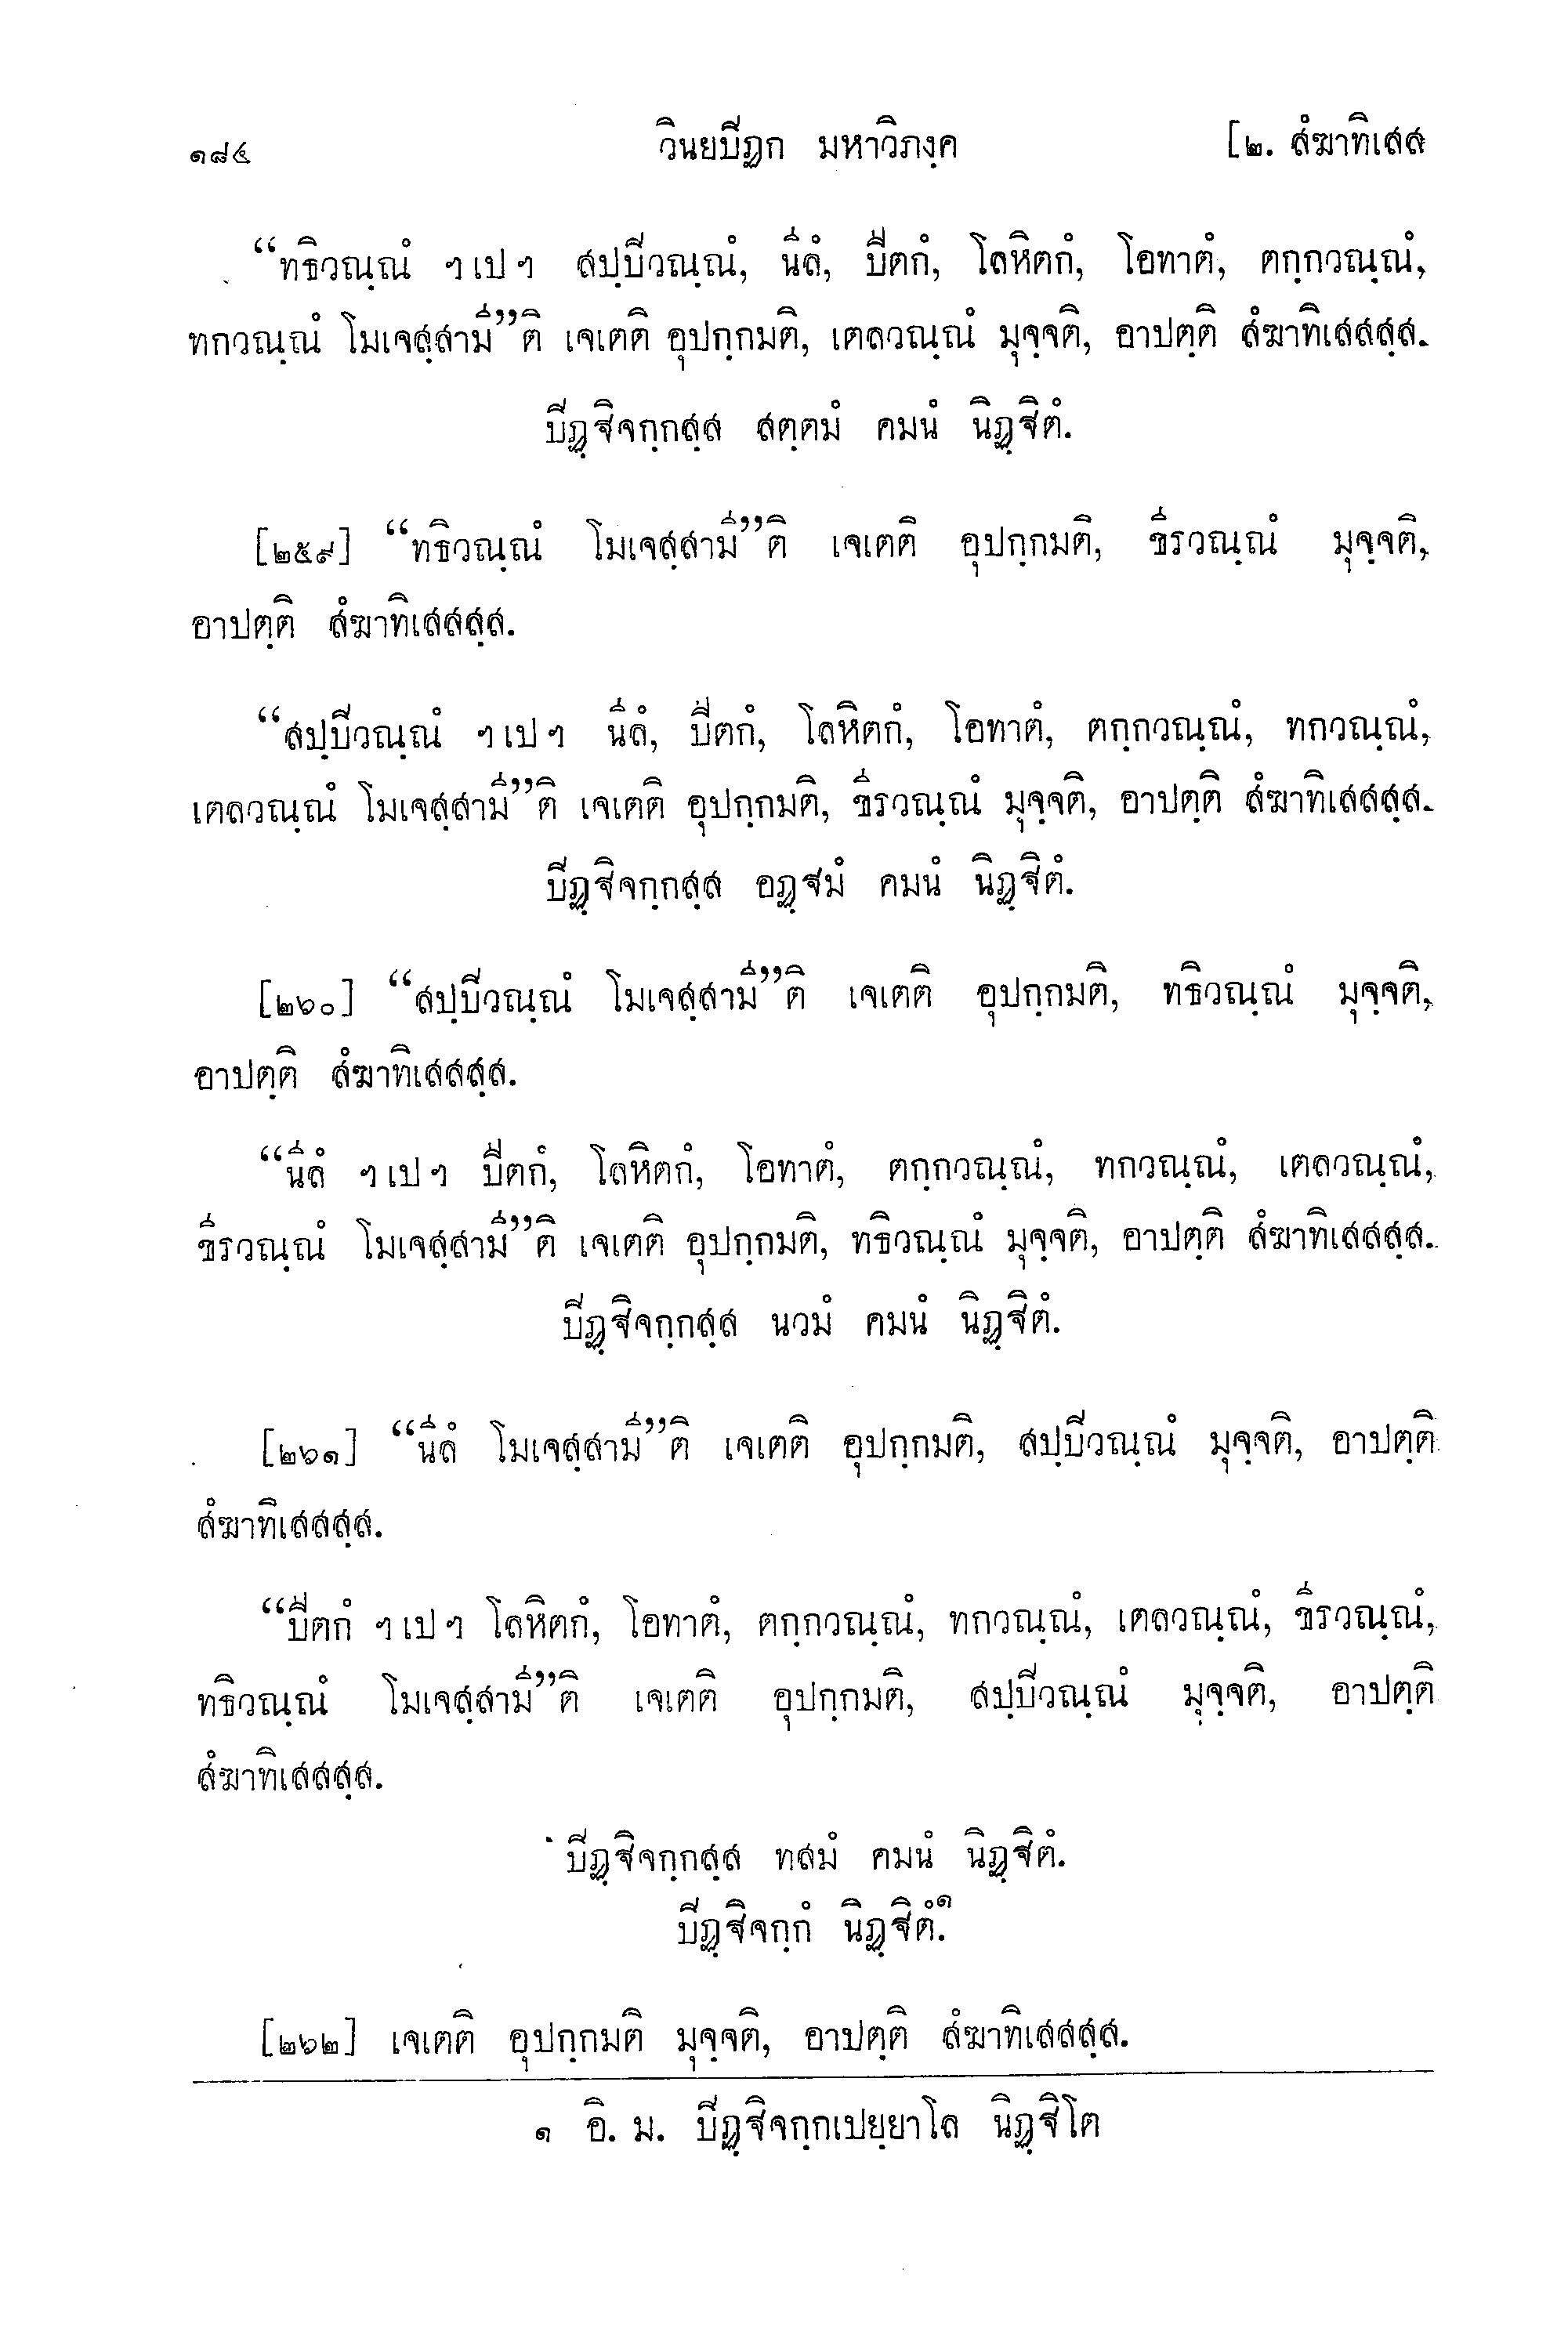 ๑๘๔ วินยปิฏก มหาวิภงฺค [๒. สํฆาทิเสส
“ทธิวณฺณํ ฯ เป ฯ สปฺปิวณฺณํ, นีลํ, ปีตกํ, โลหิตกํ, โอทาตํ, ตกฺกวณฺณํ,
ทกวณฺณํ โมเจสฺสามี”ติ เจเตติ อุปกฺกมติ, เตลวณฺณํ มุจฺจติ, อาปตฺติ สํฆาทิเสสสฺส.
ปิฏฺฐิจกฺกสฺส สตฺตมํ คมนํ นิฏฺฐิตํ.
[๒๕๙] “ทธิวณฺณํ โมเจสฺสามี”ติ เจเตติ อุปกฺกมติ, ขีรวณฺณํ มุจฺจติ,
อาปตฺติ สํฆาทิเสสสฺส.
“สปฺปิวณฺณํ ฯ เป ฯ นีลํ, ปีตกํ, โลหิตกํ, โอทาตํ, ตกฺกวณฺณํ, ทกวณฺณํ,
เตลวณฺณํ โมเจสฺสามี”ติ เจเตติ อุปกฺกมติ, ขีรวณฺณํ มุจฺจติ, อาปตฺติ สํฆาทิเสสสฺส.
ปิฏฺฐิจกฺกสฺส อฏฺฐมํ คมนํ นิฏฺฐิตํ.
[๒๖๐] “สปฺปิวณฺณํ โมเจสฺสามี”ติ เจเตติ อุปกฺกมติ, ทธิวณฺณํ มุจฺจติ,
อาปตฺติ สํฆาทิเสสสฺส.
“นีลํ ฯ เป ฯ ปีตกํ, โลหิตกํ, โอทาตํ, ตกฺกวณฺณํ, ทกวณฺณํ, เตลวณฺณํ,
ขีรวณฺณํ โมเจสฺสามี”ติ เจเตติ อุปกฺกมติ, ทธิวณฺณํ มุจฺจติ, อาปตฺติ สํฆาทิเสสสฺส.
ปิฏฺฐิจกฺกสฺส นวมํ คมนํ นิฏฺฐิตํ.
[๒๖๑] “นีลํ โมเจสฺสามี”ติ เจเตติ อุปกฺกมติ, สปฺปิวณฺณํ มุจฺจติ, อาปตฺติ
สํฆาทิเสสสฺส.
“ปีตกํ ฯ เป ฯ โลหิตกํ, โอทาตํ, ตกฺกวณฺณํ, ทกวณฺณํ, เตลวณฺณํ, ขีรวณฺณํ,
ทธิวณฺณํ โมเจสฺสามี”ติ เจเตติ อุปกฺกมติ, สปฺปิวณฺณํ มุจฺจติ, อาปตฺติ
สํฆาทิเสสสฺส.
ปิฏฺฐิจกฺกสฺส ทสมํ คมนํ นิฏฺฐิตํ.
ปิฏฺฐิจกฺกํ นิฏฺฐิตํ.๑
[๒๖๒] เจเตติ อุปกฺกมติ มุจฺจติ, อาปตฺติ สํฆาทิเสสสฺส.
๑ อิ. ม. ปิฏฺฐิจกฺกเปยฺยาโล นิฏฺฐิโต